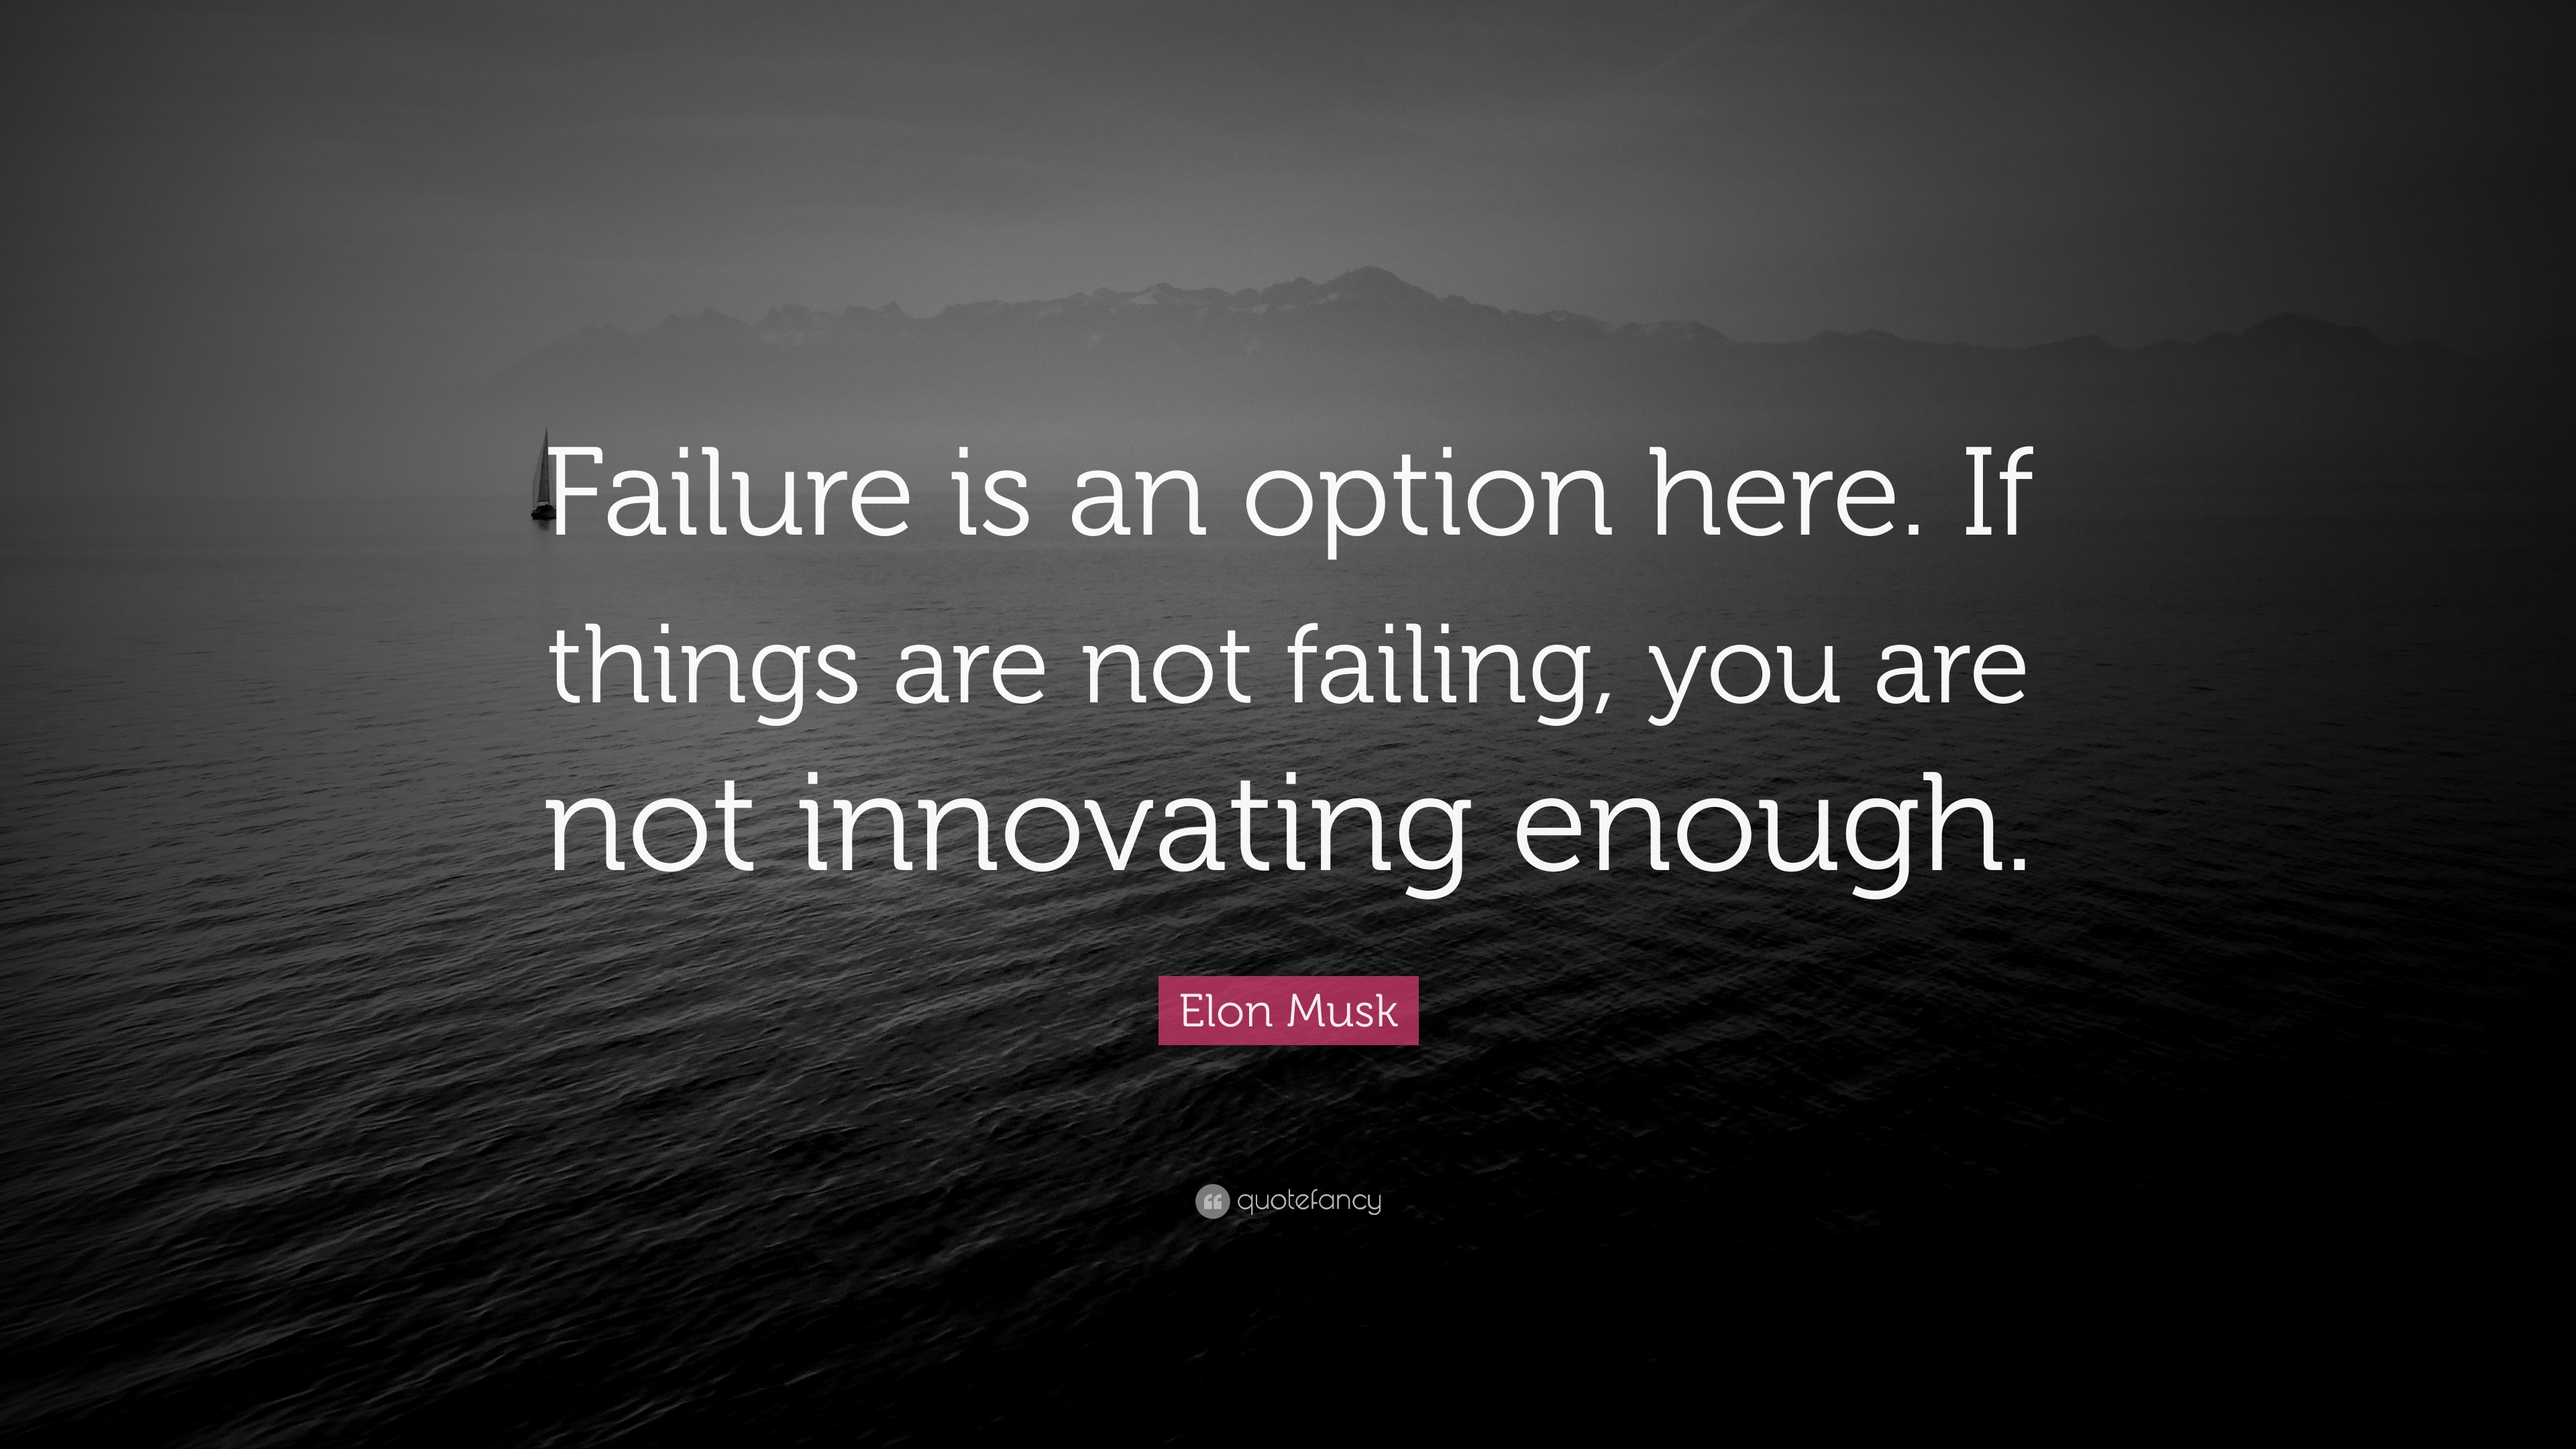 Failure is an option here. If
things are not failing, you are
not innovating enough.
Elon Musk
quotefancy